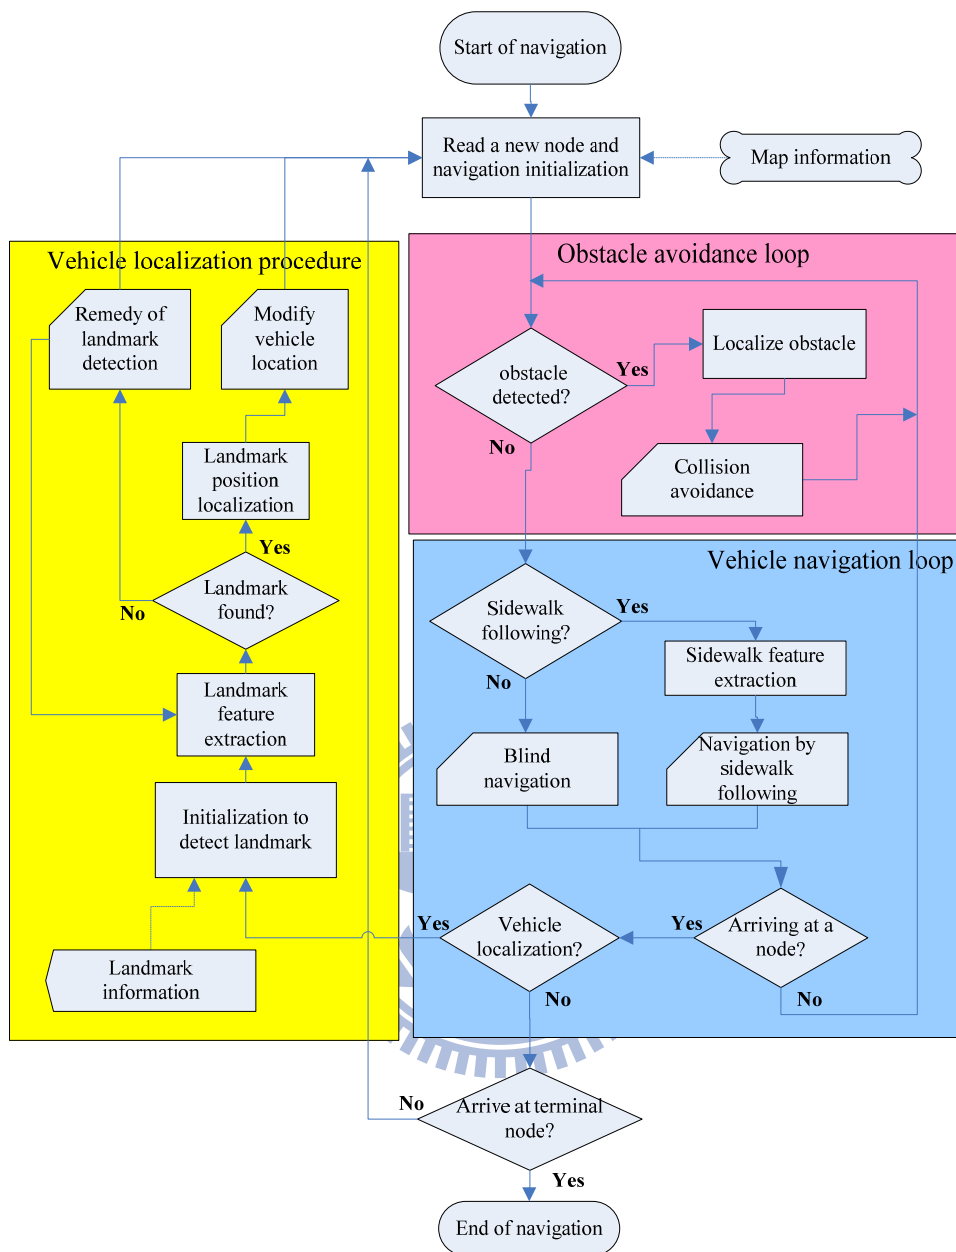 Start of navigation
Read a new node and
navigation initialization
Map information
Vehicle localization procedure
Obstacle avoidance loop
Remedy of
landmark
detection
Modify
vehicle
location
Localize obstacle
Yes
obstacle
detected?
No
Landmark
position
localization
Collision
avoidance
Yes
Vehicle navigation loop
Landmark
found?
No
Sidewalk
following?
Yes
Sidewalk feature
extraction
No
Landmark
feature
extraction
Blind
navigation
Navigation by
sidewalk
following
Initialization to
detect landmark
Yes
Vehicle
localization?
Yes
Arriving at a
node?
Landmark
information
No
No
No
Arrive at terminal
node?
Yes
End of navigation